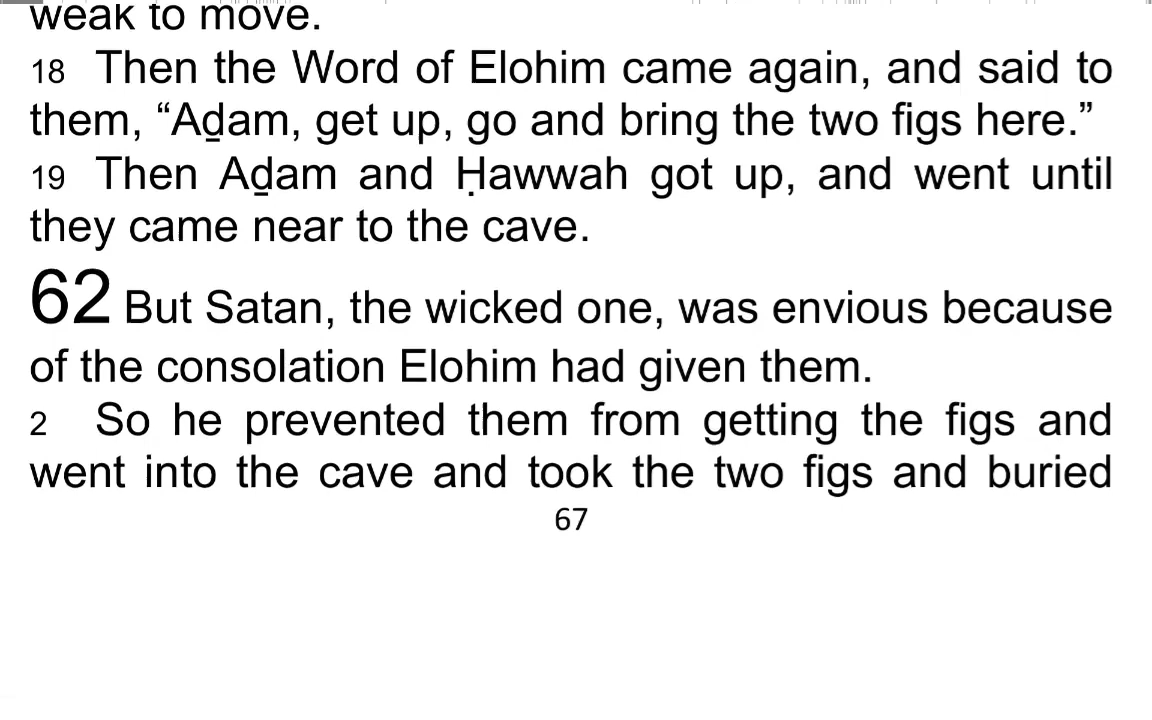 weak to move.
18 Then the Word of Elohim came again, and said to
them, “Aḏam, get up, go and bring the two figs here.”
19 Then Aḏam and Ḥawwah got up, and went until
they came near to the cave.
62 But Satan, the wicked one, was envious because
of the consolation Elohim had given them.
2 So he prevented them from getting the figs and
went into the cave and took the two figs and buried
67